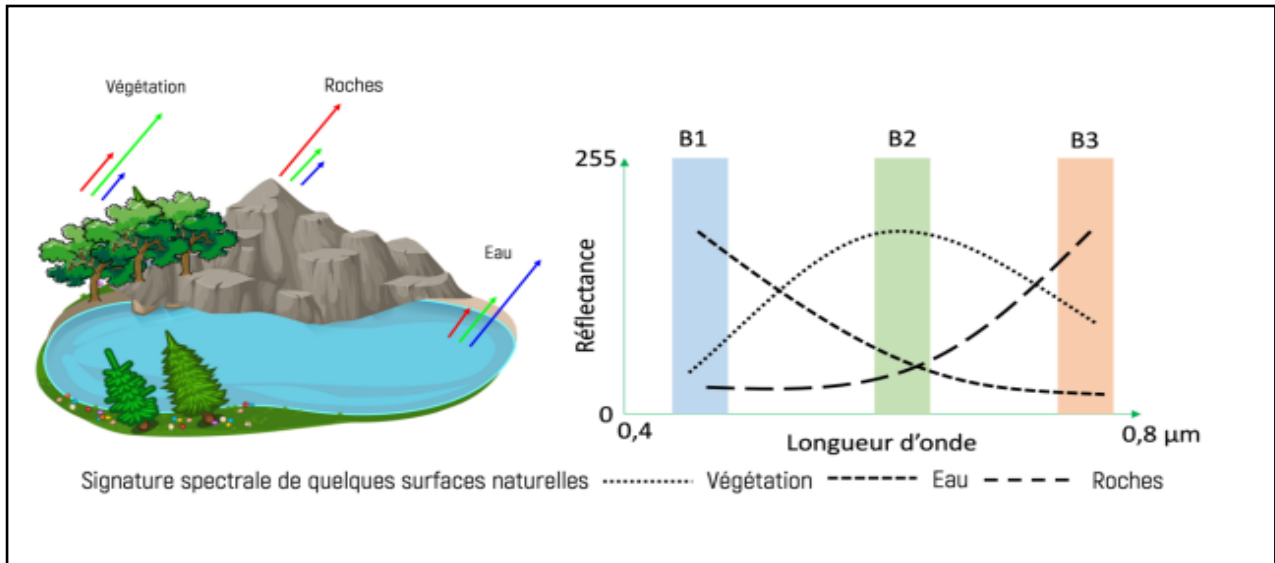 Végétation
Roches
Eau
B1 B2 B3
255
Réflectance
0
0,4
Longueur d'onde
0,8 µm
Signature spectrale de quelques surfaces naturelles Végétation Eau Roches